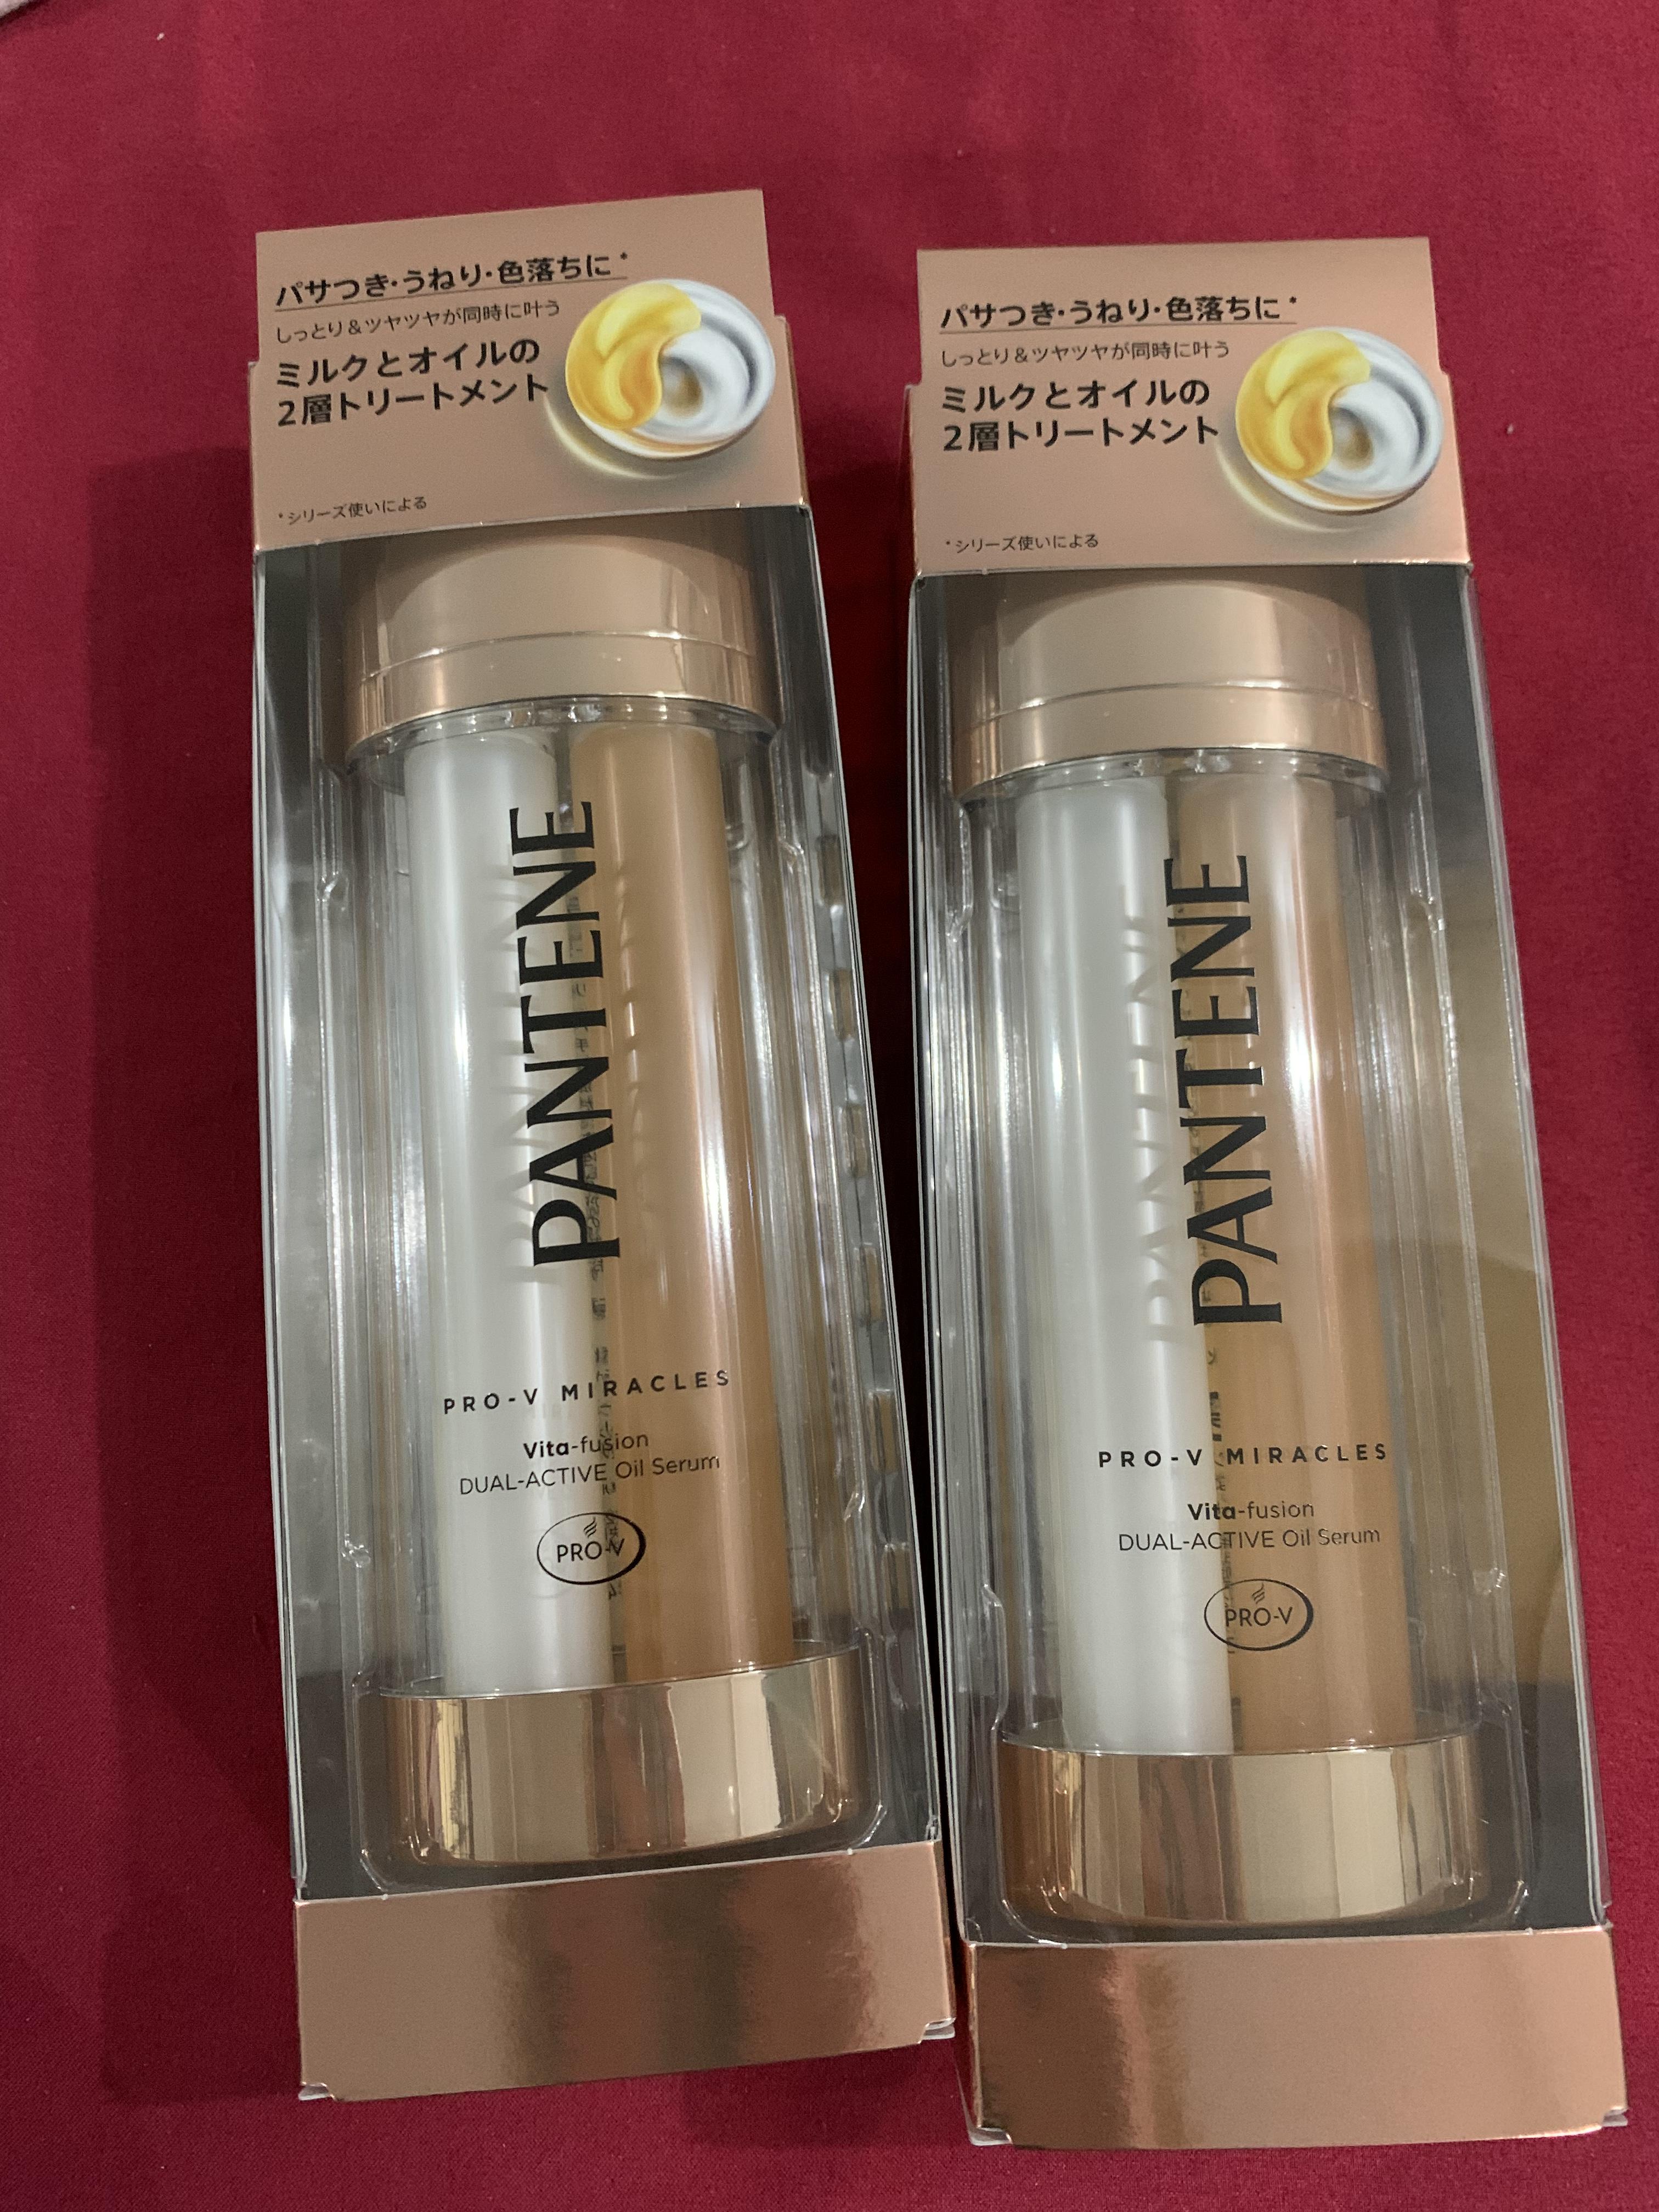 パサつき・うねり・色落ちに*
しっとり&ツヤツヤが同時に叶う
ミルクとオイルの
2層トリートメント
*シリーズ使いによる
PANTENE
PRO-V MIRACLES
Vita-fusion
DUAL-ACTIVE Oil Serum
PRO-V
パサつき・うねり・色落ちに*
しっとり&ツヤツヤが同時に叶う
ミルクとオイルの
2層トリートメント
*シリーズ使いによる
PANTENE
PRO-V MIRACLES
Vita-fusion
DUAL-ACTIVE Oil Serum
PRO-V